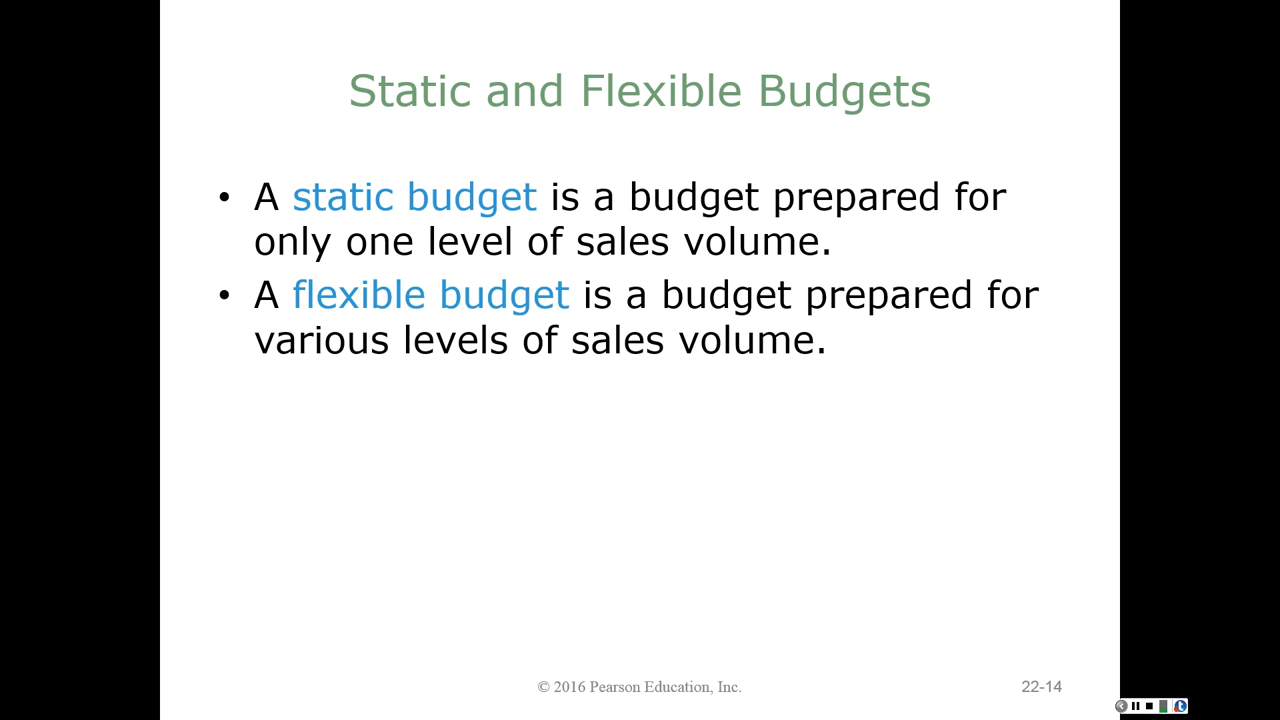 Static and Flexible Budgets
• A static budget is a budget prepared for
only one level of sales volume.
• A flexible budget is a budget prepared for
various levels of sales volume.
© 2016 Pearson Education, Inc.
22-14